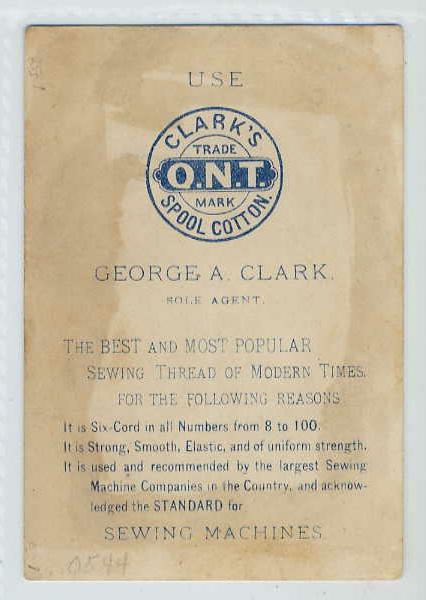 USE
CLARK'S
TRADE
O.N.T.
MARK
SPOOL COTTON.
GEORGE A. CLARK.
SOLE AGENT.
THE BEST AND MOST POPULAR
SEWING THREAD OF MODERN TIMES.
FOR THE FOLLOWING REASONS
It is Six-Cord in all Numbers from 8 to 100.
It is Strong, Smooth, Elastic, and of uniform strength.
It is used and recommended by the largest Sewing
Machine Companies in the Country, and acknow-
ledged the STANDARD for
SEWING MACHINES.
0544